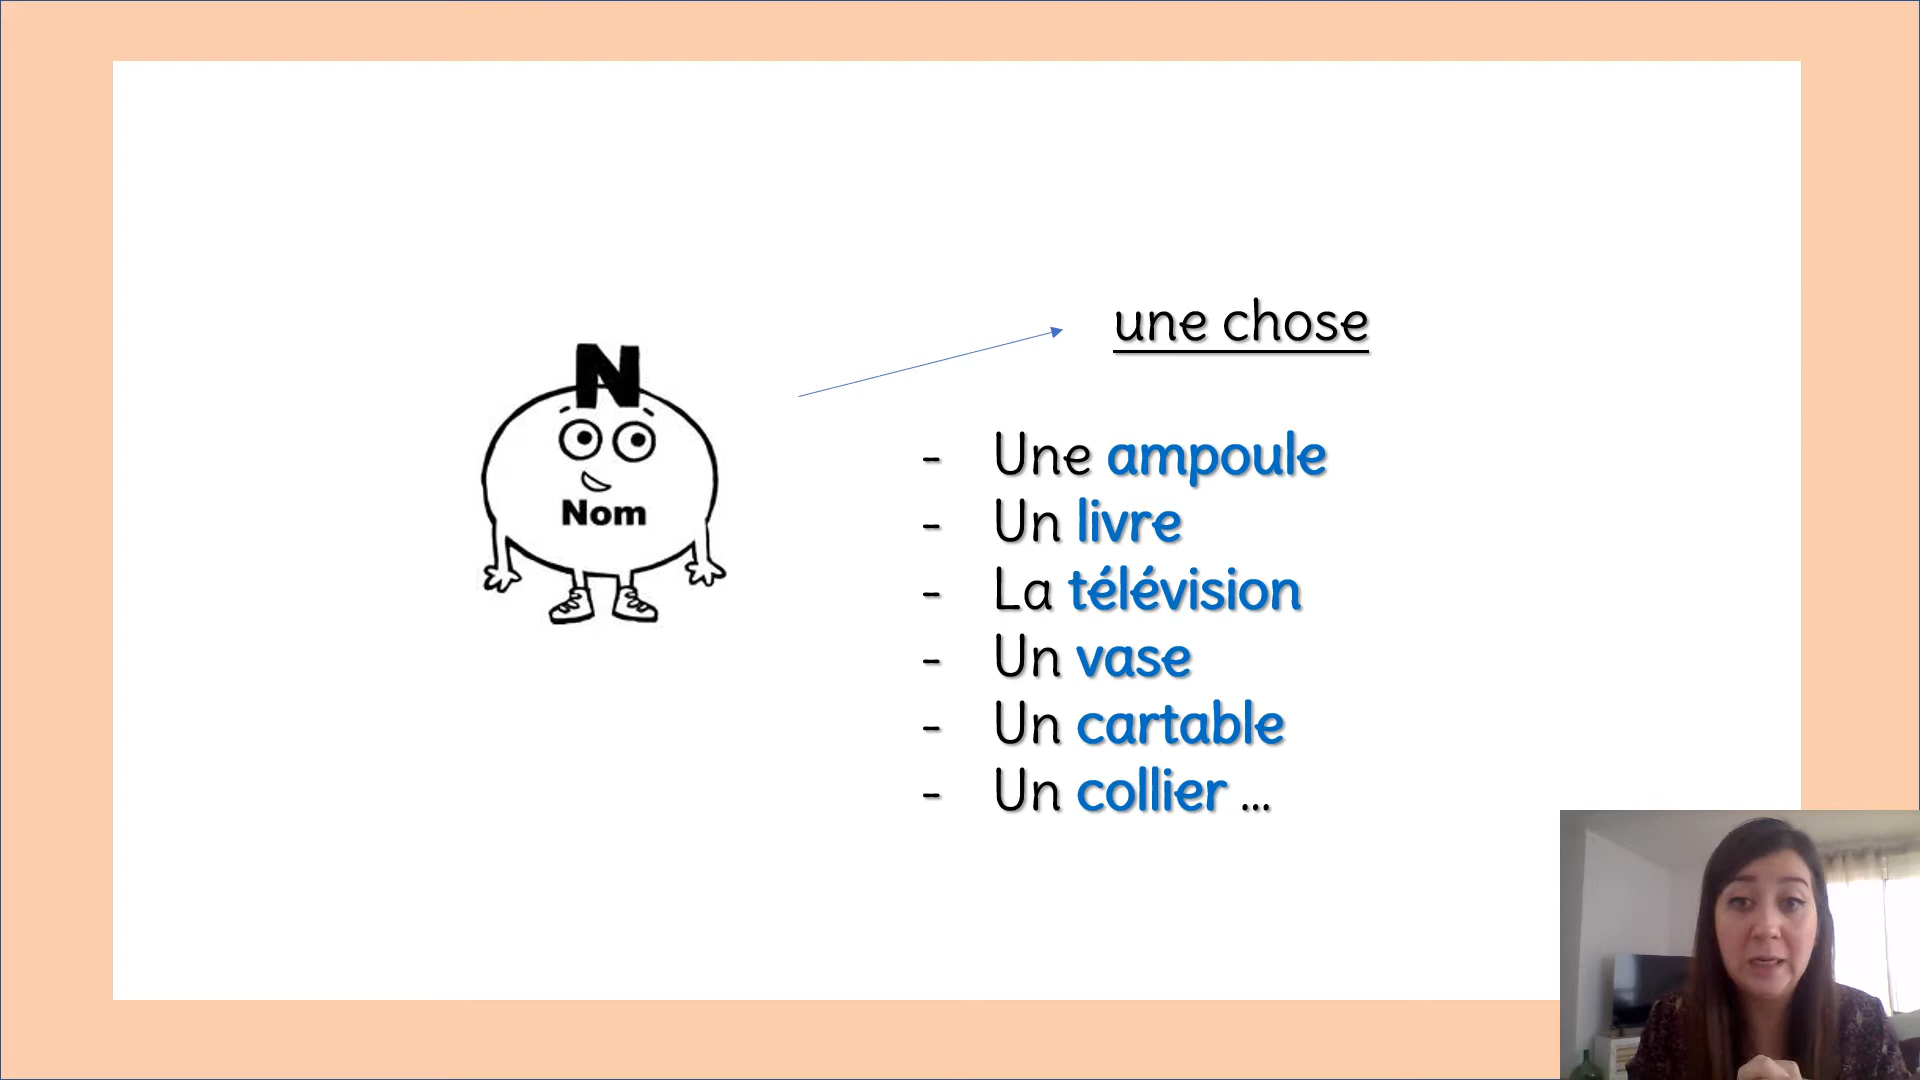 N
Nom
une chose
- Une ampoule
- Un livre
- La télévision
- Un vase
- Un cartable
- Un collier ...